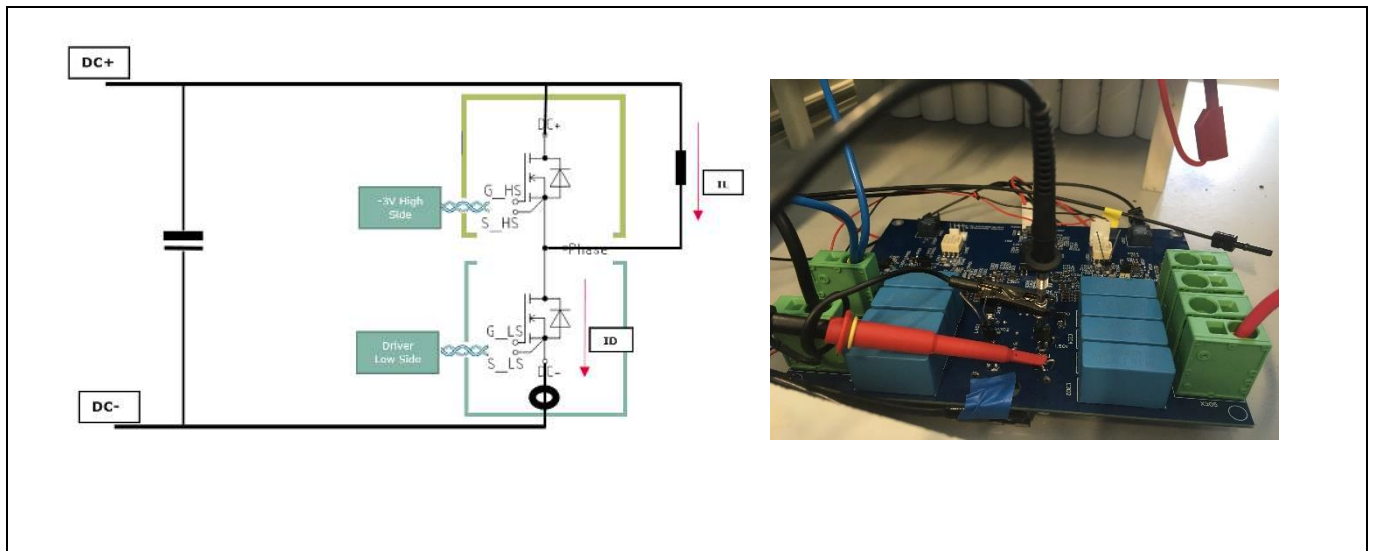 DC+
DC+
IL
G_HS
S_HS
-3V High
Side
Phase
Driver
Low Side
G_LS
S_LS
ID
DC-
DC-